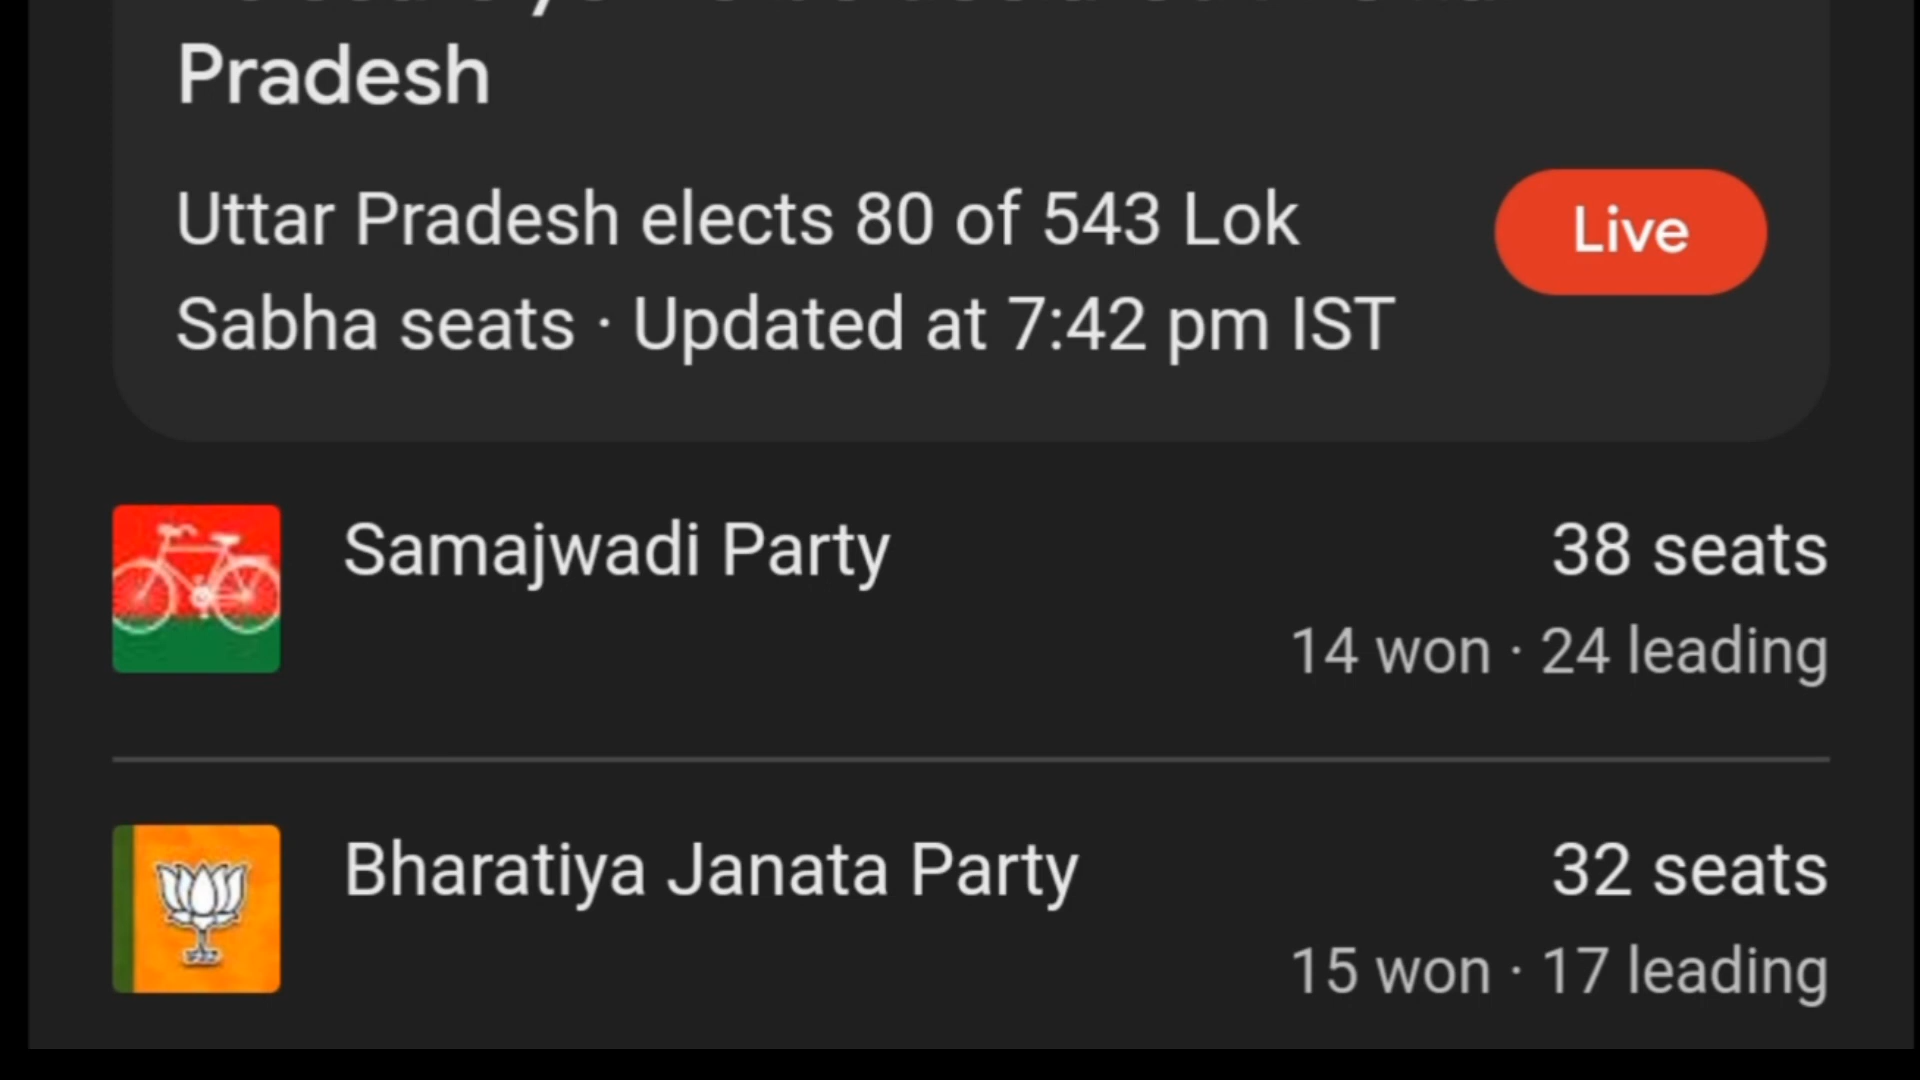 Pradesh
Uttar Pradesh elects 80 of 543 Lok
Sabha seats · Updated at 7:42 pm IST
Live
Samajwadi Party
38 seats
14 won · 24 leading
Bharatiya Janata Party
32 seats
15 won · 17 leading